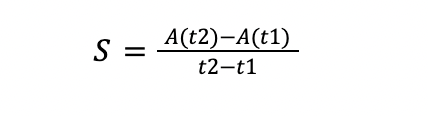 S = A(t2)−A(t1) / t2−t1